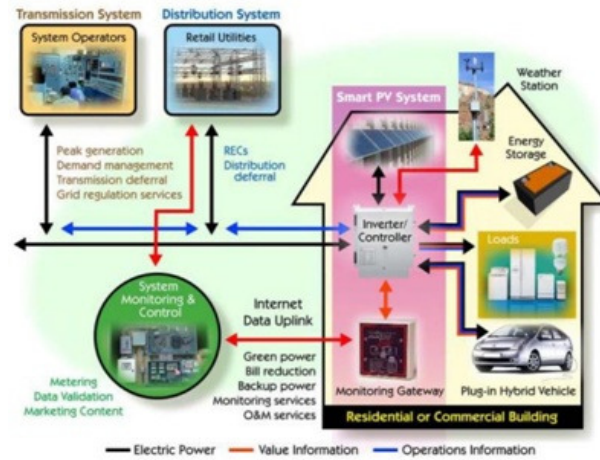 Transmission System
System Operators
Distribution System
Retail Utilities
Peak generation
Demand management
Transmission deferral
Grid regulation services
RECs
Distribution
deferral
Smart PV System
Weather
Station
Energy
Storage
Inverter/
Controller
Loads
System
Monitoring &
Control
Internet
Data Uplink
Green power
Bill reduction
Backup power
Monitoring services
O&M services
Metering
Data Validation
Marketing Content
Monitoring Gateway
Plug-in Hybrid Vehicle
Residential or Commercial Building
Electric Power
Value Information
Operations Information